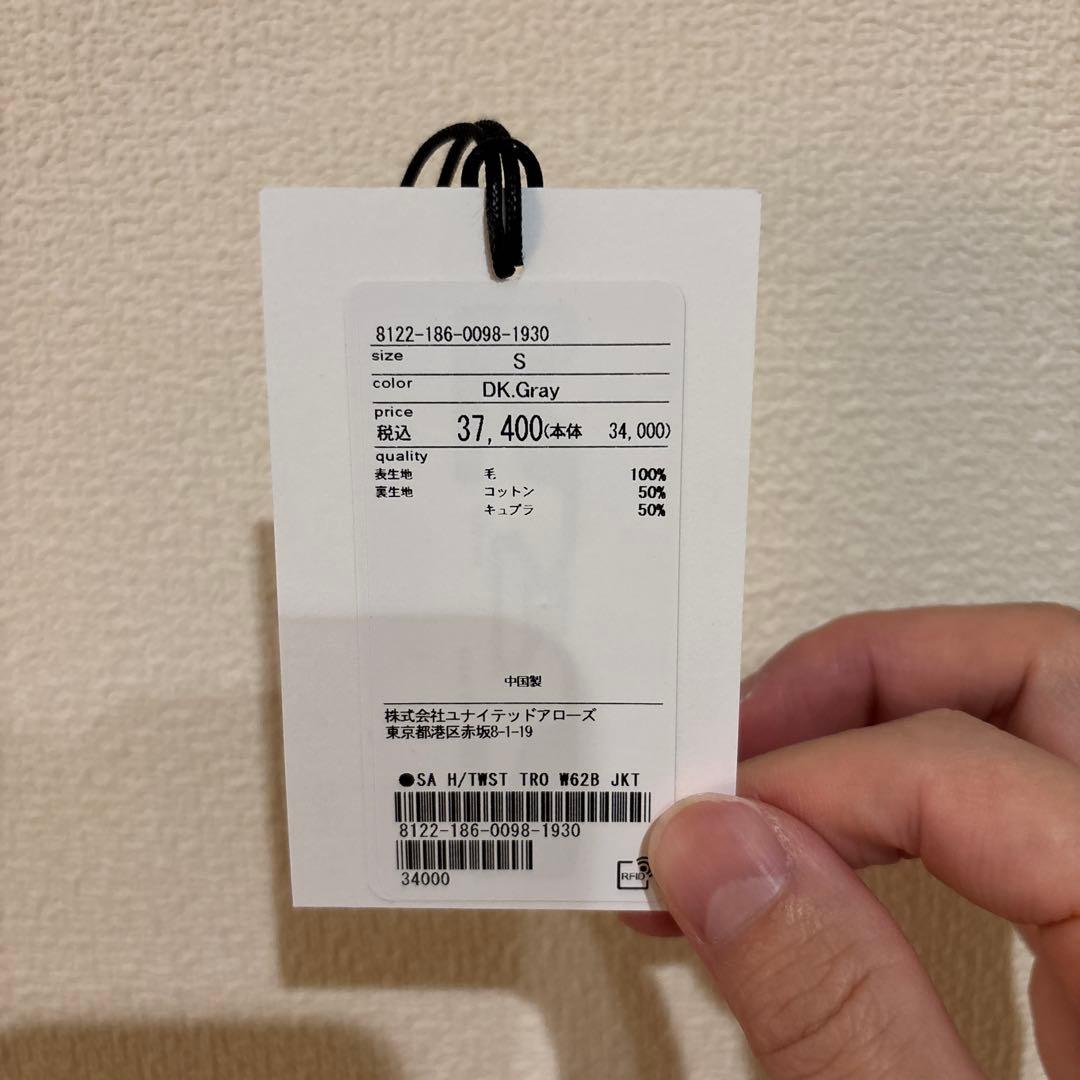 8122-186-0098-1930
size S
color DK.Gray
price
税込 37,400(本体 34,000)
quality
表生地 毛 100%
裏生地 コットン 50%
キュプラ 50%
中国製
株式会社ユナイテッドアローズ
東京都港区赤坂8-1-19
●SA H/TWST TRO W62B JKT
8122-186-0098-1930
34000
RFID